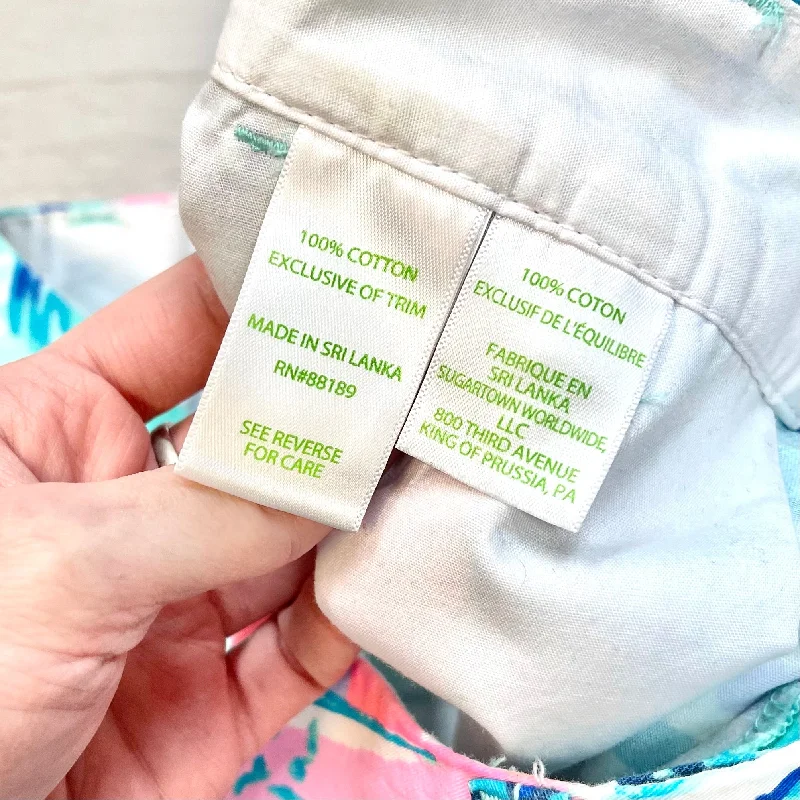 100% COTTON
EXCLUSIVE OF TRIM
MADE IN SRI LANKA
RN#88189
SEE REVERSE
FOR CARE
100% COTON
EXCLUSIF DE L'ÉQUILIBRE
FABRIQUE EN
SRI LANKA
SUGARTOWN WORLDWIDE,
LLC
800 THIRD AVENUE
KING OF PRUSSIA, PA